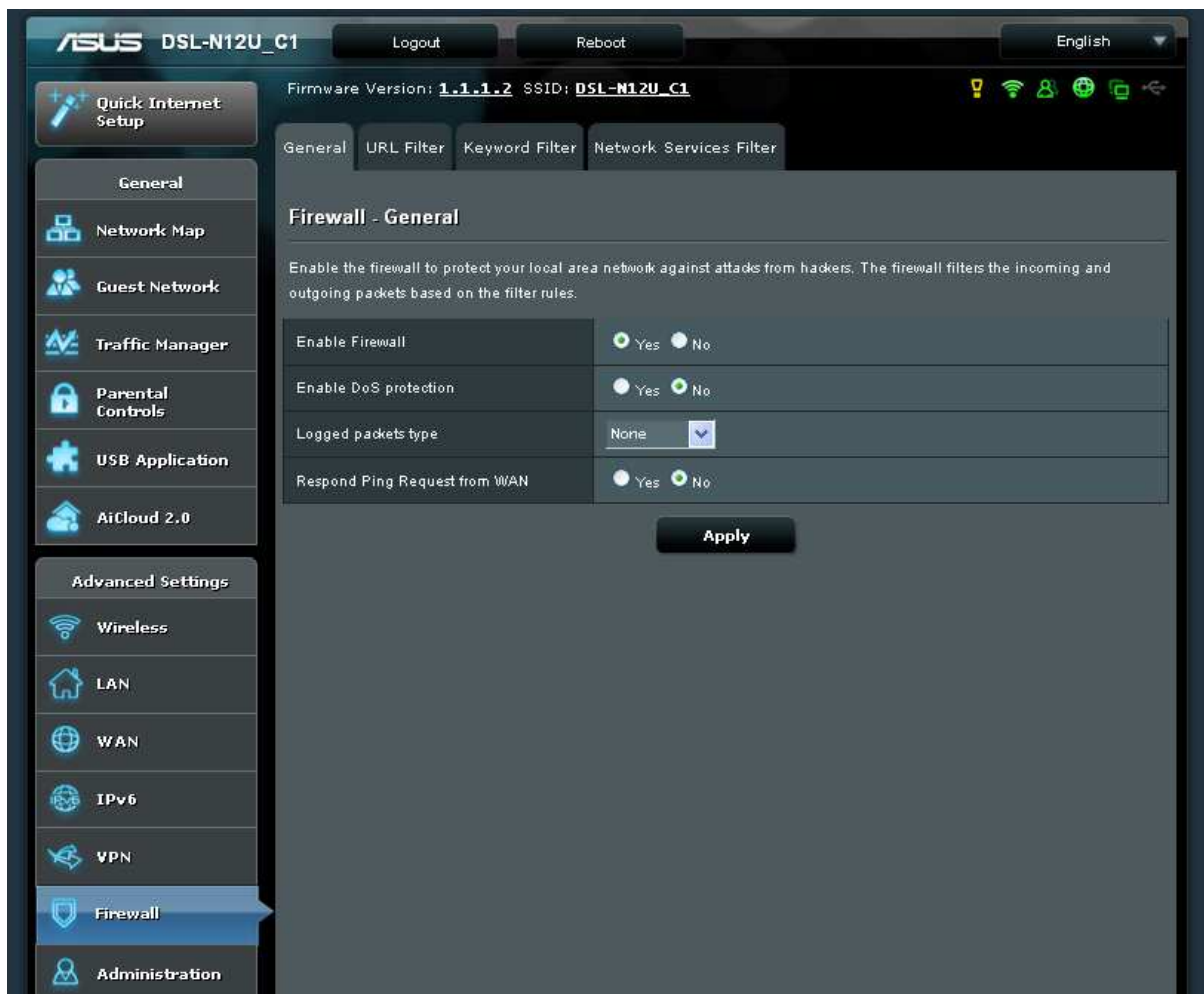 ASUS DSL-N12U_C1 Logout Reboot English
Quick Internet Setup
Firmware Version: 1.1.1.2 SSID: DSL-N12U_C1
General URL Filter Keyword Filter Network Services Filter
General
Network Map
Guest Network
Traffic Manager
Parental Controls
USB Application
AiCloud 2.0
Advanced Settings
Wireless
LAN
WAN
IPv6
VPN
Firewall
Administration
Firewall - General
Enable the firewall to protect your local area network against attacks from hackers. The firewall filters the incoming and
outgoing packets based on the filter rules.
Enable Firewall Yes No
Enable DoS protection Yes No
Logged packets type None
Respond Ping Request from WAN Yes No
Apply